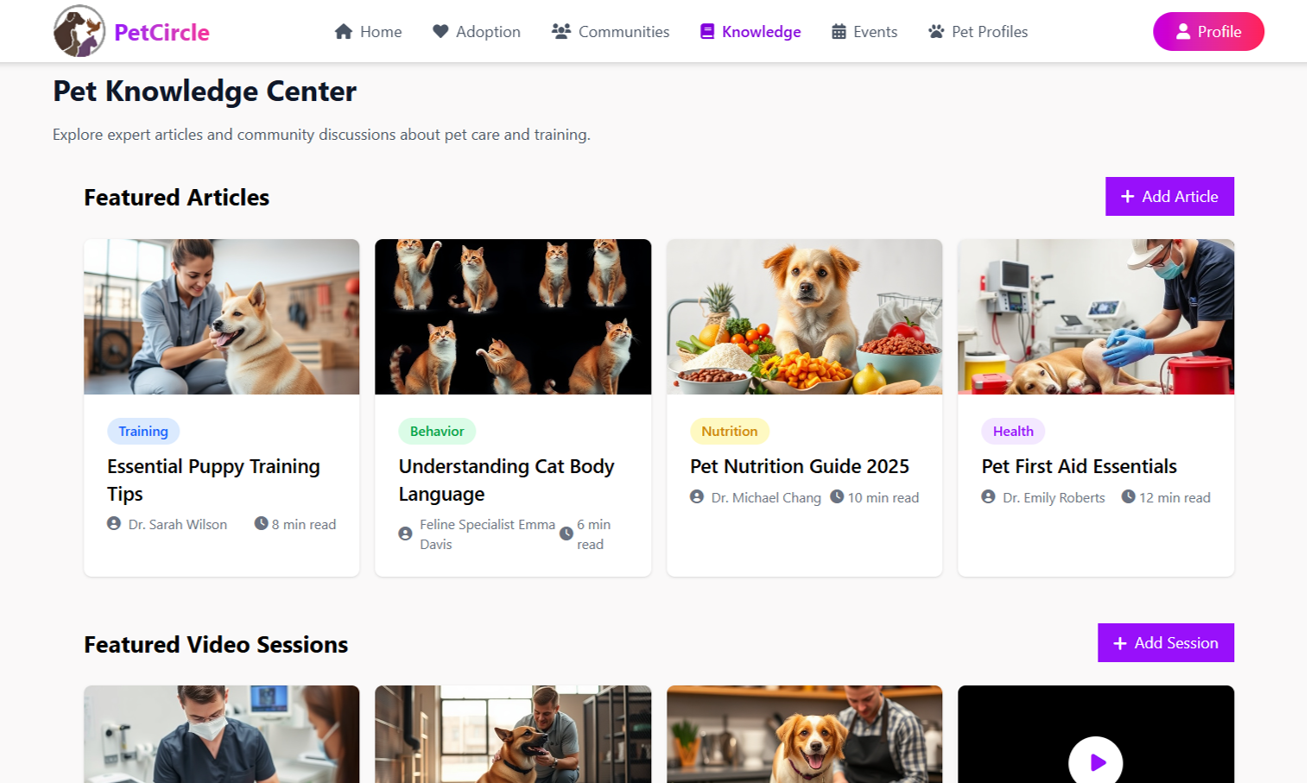 PetCircle
Home
Adoption
Communities
Knowledge
Events
Pet Profiles
Profile
Pet Knowledge Center
Explore expert articles and community discussions about pet care and training.
Featured Articles
Add Article
Training
Essential Puppy Training
Tips
Dr. Sarah Wilson
8 min read
Behavior
Understanding Cat Body
Language
Feline Specialist Emma
Davis
6 min
read
Nutrition
Pet Nutrition Guide 2025
Dr. Michael Chang
10 min read
Health
Pet First Aid Essentials
Dr. Emily Roberts
12 min read
Featured Video Sessions
Add Session